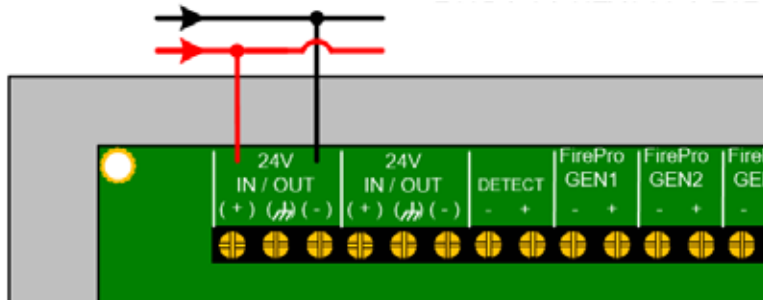 24V
IN / OUT
(+) (-)
24V
IN / OUT
(+) (-)
DETECT
- +
FirePro
GEN1
- +
FirePro
GEN2
- +
-